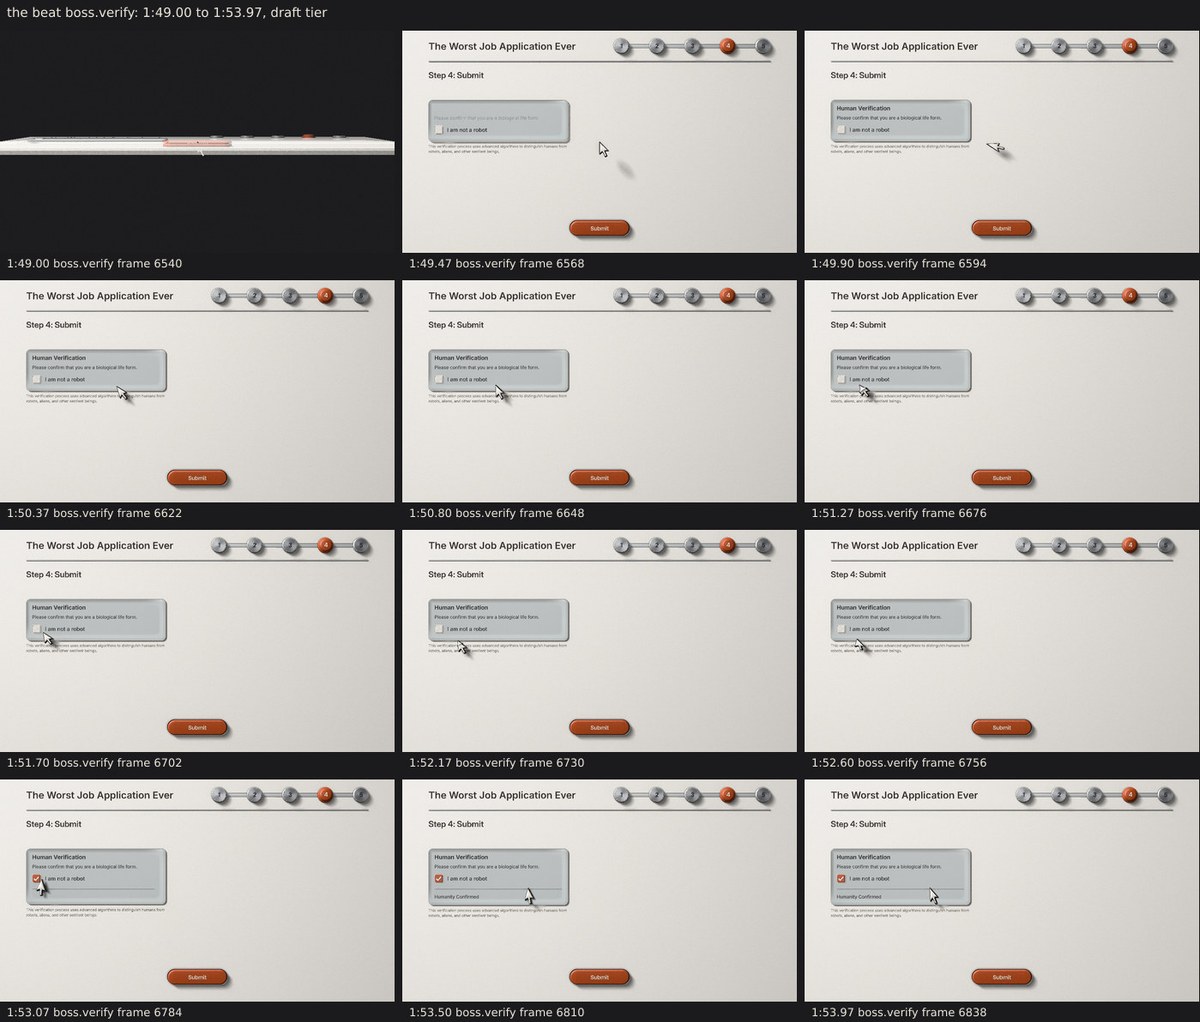 the beat boss.verify: 1:49.00 to 1:53.97, draft tier
The Worst Job Application Ever
4
Step 4: Submit
Please confirm that you are a biological life form.
I am not a robot
Submit
The Worst Job Application Ever
4
Step 4: Submit
Human Verification
Please confirm that you are a biological life form.
I am not a robot
Submit
1:49.00 boss.verify frame 6540
1:49.47 boss.verify frame 6568
1:49.90 boss.verify frame 6594
The Worst Job Application Ever
4
Step 4: Submit
Human Verification
Please confirm that you are a biological life form.
I am not a robot
Submit
The Worst Job Application Ever
4
Step 4: Submit
Human Verification
Please confirm that you are a biological life form.
I am not a robot
Submit
The Worst Job Application Ever
4
Step 4: Submit
Human Verification
Please confirm that you are a biological life form.
I am not a robot
Submit
1:50.37 boss.verify frame 6622
1:50.80 boss.verify frame 6648
1:51.27 boss.verify frame 6676
The Worst Job Application Ever
4
Step 4: Submit
Human Verification
Please confirm that you are a biological life form.
I am not a robot
Submit
The Worst Job Application Ever
4
Step 4: Submit
Human Verification
Please confirm that you are a biological life form.
I am not a robot
Submit
The Worst Job Application Ever
4
Step 4: Submit
Human Verification
Please confirm that you are a biological life form.
I am not a robot
Submit
1:51.70 boss.verify frame 6702
1:52.17 boss.verify frame 6730
1:52.60 boss.verify frame 6756
The Worst Job Application Ever
4
Step 4: Submit
Human Verification
Please confirm that you are a biological life form.
I am not a robot
Submit
The Worst Job Application Ever
4
Step 4: Submit
Human Verification
Please confirm that you are a biological life form.
I am not a robot
Humanity Confirmed
Submit
The Worst Job Application Ever
4
Step 4: Submit
Human Verification
Please confirm that you are a biological life form.
I am not a robot
Humanity Confirmed
Submit
1:53.07 boss.verify frame 6784
1:53.50 boss.verify frame 6810
1:53.97 boss.verify frame 6838